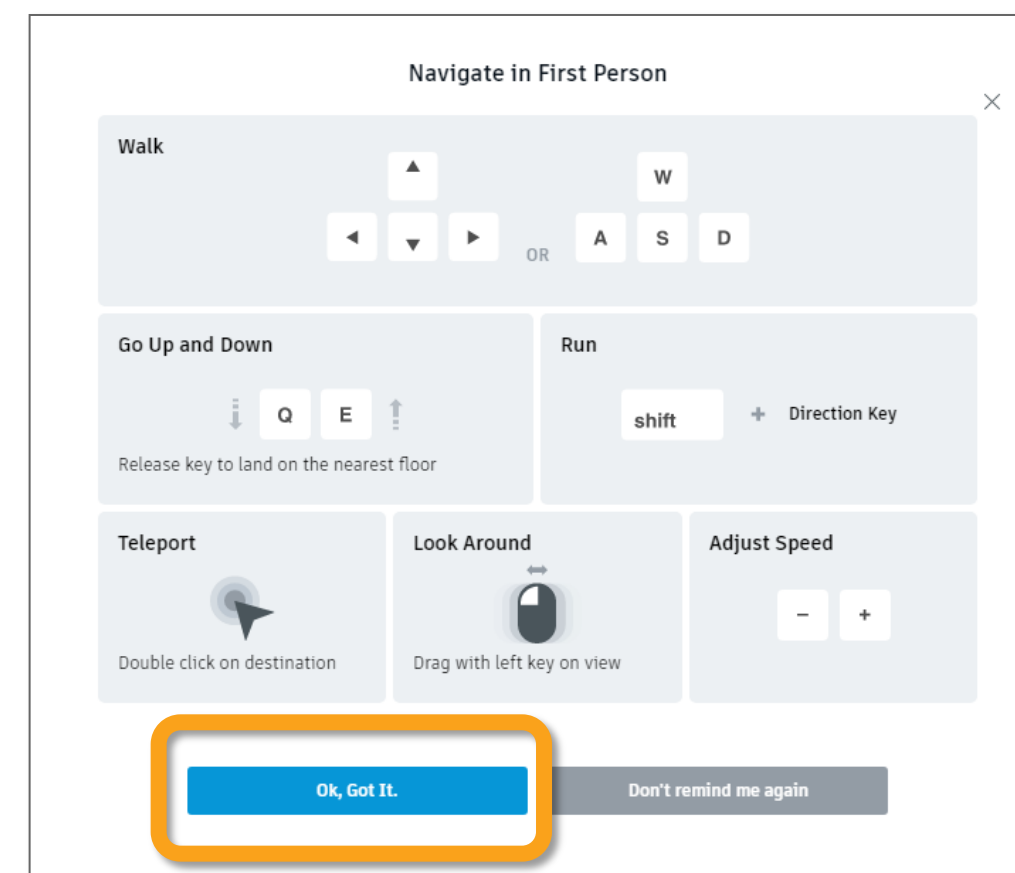 Navigate in First Person
Walk
W
A S D
OR
Go Up and Down
Q E
Release key to land on the nearest floor
Run
shift + Direction Key
Teleport
Double click on destination
Look Around
Drag with left key on view
Adjust Speed
- +
Ok, Got It.
Don't remind me again